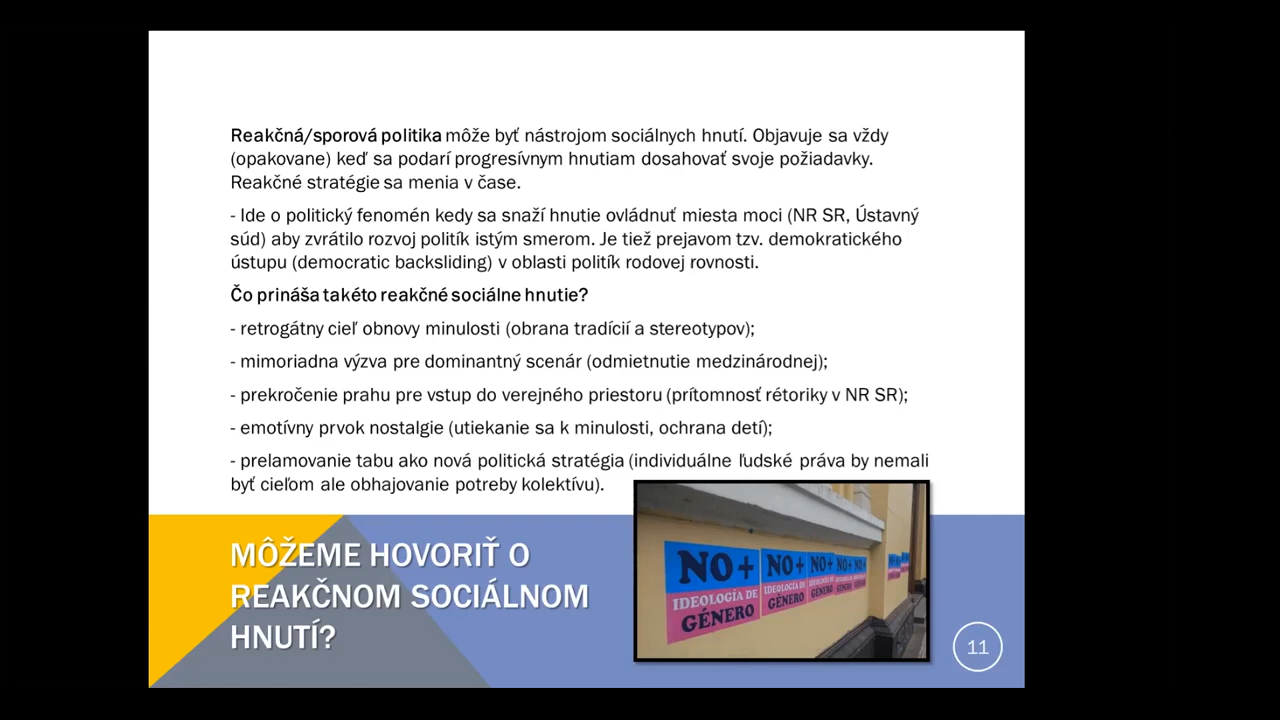 Reakčná/sporová politika môže byť nástrojom sociálnych hnutí. Objavuje sa vždy
(opakovane) keď sa podarí progresívnym hnutiam dosahovať svoje požiadavky.
Reakčné stratégie sa menia v čase.
- Ide o politický fenomén kedy sa snaží hnutie ovládnuť miesta moci (NR SR, Ústavný
súd) aby zvrátilo rozvoj politík istým smerom. Je tiež prejavom tzv. demokratického
ústupu (democratic backsliding) v oblasti politík rodovej rovnosti.
Čo prináša takéto reakčné sociálne hnutie?
- retrogátny cieľ obnovy minulosti (obrana tradícií a stereotypov);
- mimoriadna výzva pre dominantný scenár (odmietnutie medzinárodnej);
- prekročenie prahu pre vstup do verejného priestoru (prítomnosť rétoriky v NR SR);
- emotívny prvok nostalgie (utiekanie sa k minulosti, ochrana detí);
- prelamovanie tabu ako nová politická stratégia (individuálne ľudské práva by nemali
byť cieľom ale obhajovanie potreby kolektívu).
MÔŽEME HOVORIŤ O
REAKČNOM SOCIÁLNOM
HNUTÍ?
NO+ NO+ NO+ NO+ NO+
IDEOLOGÍA DE IDEOLOGÍA DE
GÉNERO GÉNERO GÉNERO
11